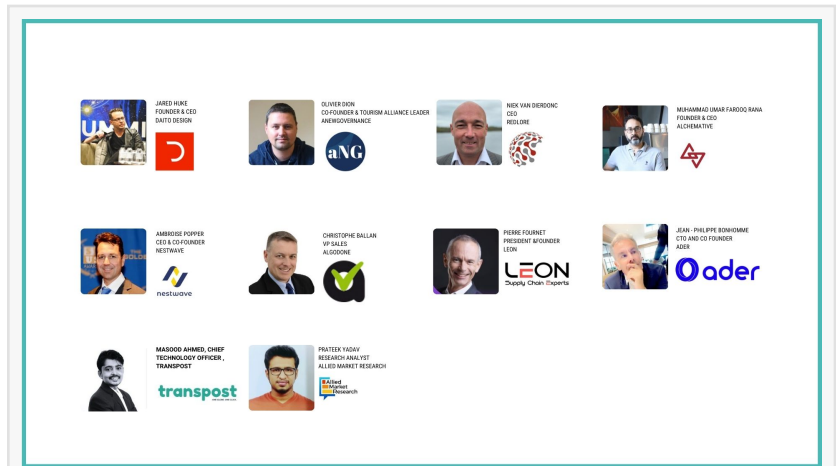 JARED HUKE
FOUNDER & CEO
DAITO DESIGN
OLIVIER DION
CO-FOUNDER & TOURISM ALLIANCE LEADER
ANEWGOVERNANCE
aNG
NIEK VAN DIERDONC
CEO
REDLORE
MUHAMMAD UMAR FAROOQ RANA
FOUNDER & CEO
ALCHEMATIVE
AMBROISE POPPER
CEO & CO-FOUNDER
NESTWAVE
nestwave
CHRISTOPHE BALLAN
VP SALES
ALGODONE
PIERRE FOURNET
PRESIDENT &FOUNDER
LEON
LEON
Supply Chain Experts
JEAN - PHILIPPE BONHOMME
CTO AND CO FOUNDER
ADER
ader
MASOOD AHMED, CHIEF
TECHNOLOGY OFFICER ,
TRANSPOST
transpost
PRATEEK YADAV
RESEARCH ANALYST
ALLIED MARKET RESEARCH
Allied
Market
Research